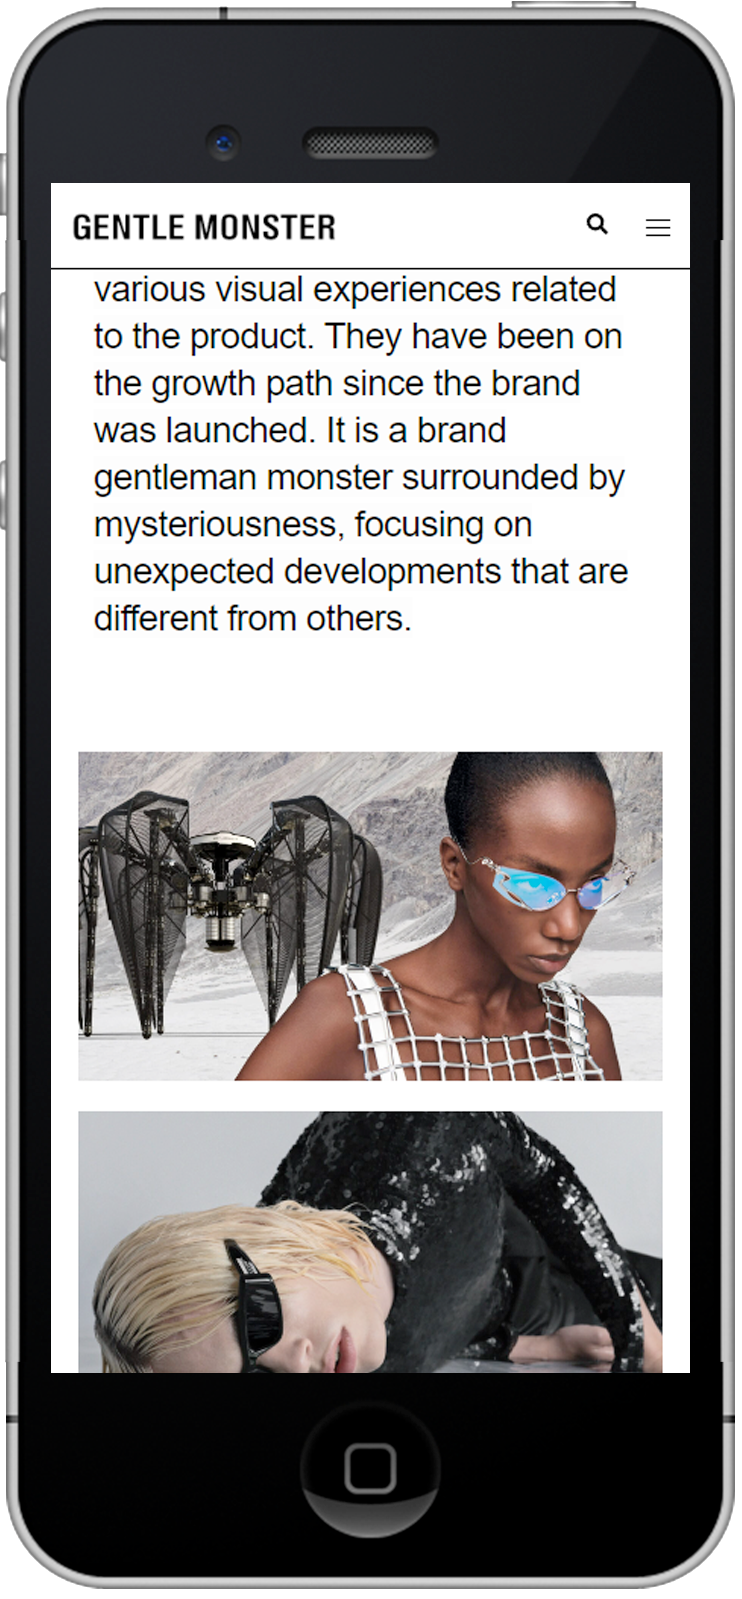 GENTLE MONSTER
various visual experiences related
to the product. They have been on
the growth path since the brand
was launched. It is a brand
gentleman monster surrounded by
mysteriousness, focusing on
unexpected developments that are
different from others.